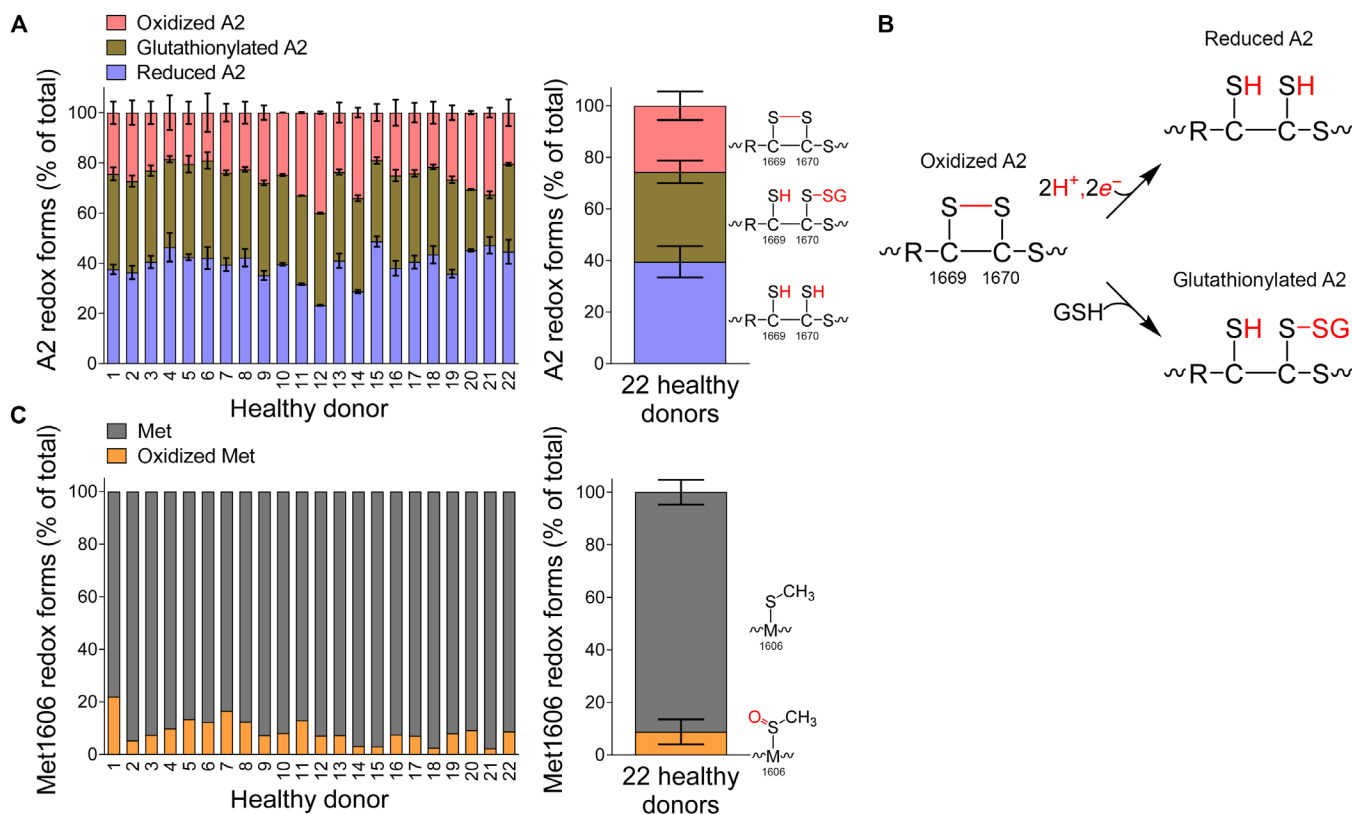 A
Oxidized A2
Glutathionylated A2
Reduced A2
A2 redox forms (% of total)
100
80
60
40
20
0
1 2 3 4 5 6 7 8 9 10 11 12 13 14 15 16 17 18 19 20 21 22
Healthy donor
A2 redox forms (% of total)
100
80
60
40
20
0
22 healthy
donors
S S
R C C S
1669 1670
SH S SG
R C C S
1669 1670
SH SH
R C C S
1669 1670
B
Reduced A2
SH SH
R–C C–S
Oxidized A2
2H⁺,2e⁻
S S
R–C C–S
1669 1670
Glutathionylated A2
GSH
SH S–SG
R–C C–S
C
Met
Oxidized Met
Met1606 redox forms (% of total)
100
80
60
40
20
0
1 2 3 4 5 6 7 8 9 10 11 12 13 14 15 16 17 18 19 20 21 22
Healthy donor
Met1606 redox forms (% of total)
100
80
60
40
20
0
22 healthy
donors
S CH₃
M
1606
O=S CH₃
M
1606